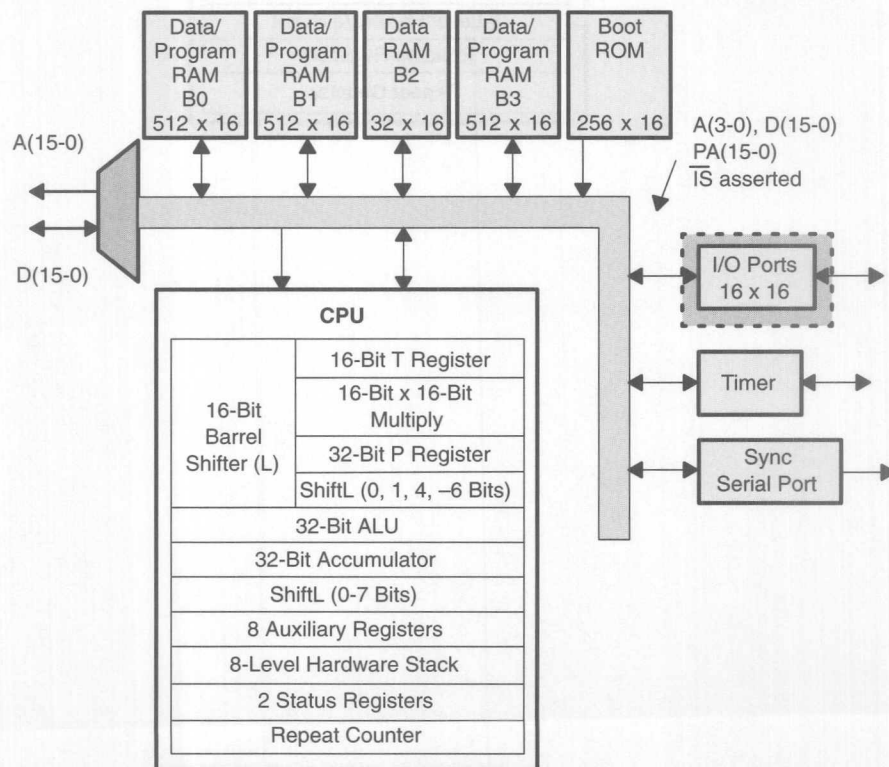 Data/
Program
RAM
B0
512 x 16
Data/
Program
RAM
B1
512 x 16
Data
RAM
B2
32 x 16
Data/
Program
RAM
B3
512 x 16
Boot
ROM
256 x 16
A(15-0)
D(15-0)
A(3-0), D(15-0)
PA(15-0)
IS asserted
I/O Ports
16 x 16
Timer
Sync
Serial Port
CPU
16-Bit
Barrel
Shifter (L)
16-Bit T Register
16-Bit x 16-Bit
Multiply
32-Bit P Register
ShiftL (0, 1, 4, –6 Bits)
32-Bit ALU
32-Bit Accumulator
ShiftL (0-7 Bits)
8 Auxiliary Registers
8-Level Hardware Stack
2 Status Registers
Repeat Counter